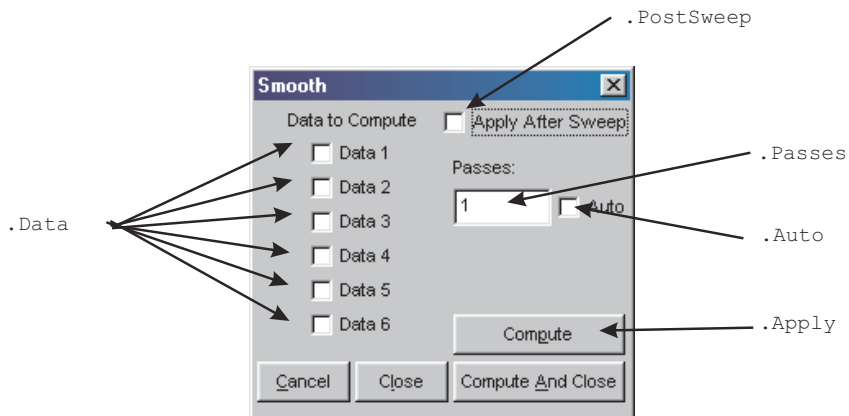 .PostSweep
Smooth
Data to Compute
Apply After Sweep
Data 1
Data 2
Data 3
Data 4
Data 5
Data 6
.Data
Passes:
1
Auto
.Passes
.Auto
Compute
.Apply
Cancel
Close
Compute And Close